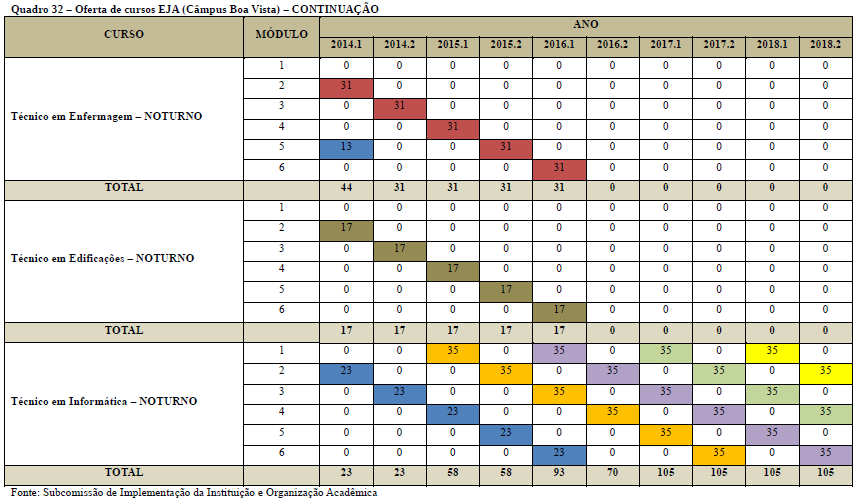 Quadro 32 – Oferta de cursos EJA (Câmpus Boa Vista) – CONTINUAÇÃO
CURSO MÓDULO ANO
2014.1 2014.2 2015.1 2015.2 2016.1 2016.2 2017.1 2017.2 2018.1 2018.2
Técnico em Enfermagem – NOTURNO
1 0 0 0 0 0 0 0 0 0 0
2 31 0 0 0 0 0 0 0 0 0
3 0 31 0 0 0 0 0 0 0 0
4 0 0 31 0 0 0 0 0 0 0
5 13 0 0 31 0 0 0 0 0 0
6 0 0 0 0 31 0 0 0 0 0
TOTAL 44 31 31 31 31 0 0 0 0 0
Técnico em Edificações – NOTURNO
1 0 0 0 0 0 0 0 0 0 0
2 17 0 0 0 0 0 0 0 0 0
3 0 17 0 0 0 0 0 0 0 0
4 0 0 17 0 0 0 0 0 0 0
5 0 0 0 17 0 0 0 0 0 0
6 0 0 0 0 17 0 0 0 0 0
TOTAL 17 17 17 17 17 0 0 0 0 0
Técnico em Informática – NOTURNO
1 0 0 35 0 35 0 35 0 35 0
2 23 0 0 35 0 35 0 35 0 35
3 0 23 0 0 35 0 35 0 35 0
4 0 0 23 0 0 35 0 35 0 35
5 0 0 0 23 0 0 35 0 35 0
6 0 0 0 0 23 0 0 35 0 35
TOTAL 23 23 58 58 93 70 105 105 105 105
Fonte: Subcomissão de Implementação da Instituição e Organização Acadêmica